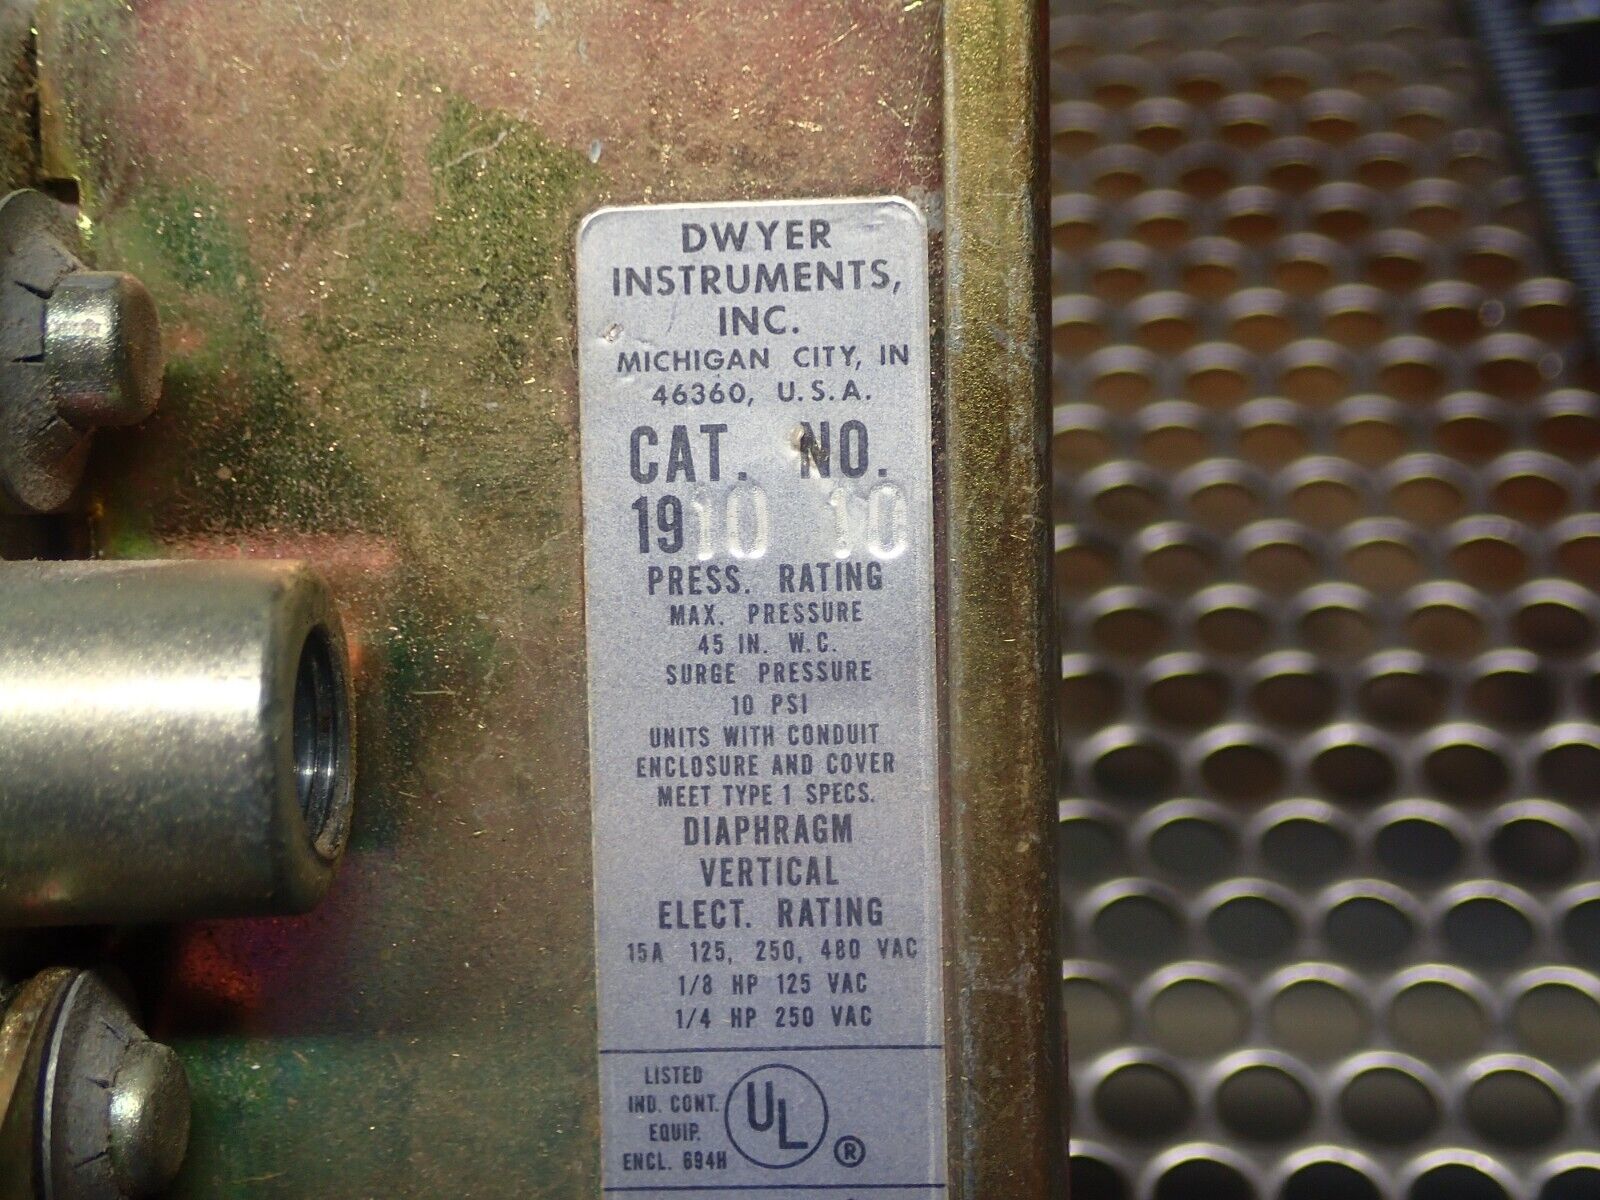 DWYER
INSTRUMENTS,
INC.
MICHIGAN CITY, IN
46360, U.S.A.
CAT. NO.
1910 10
PRESS. RATING
MAX. PRESSURE
45 IN. W.C.
SURGE PRESSURE
10 PSI
UNITS WITH CONDUIT
ENCLOSURE AND COVER
MEET TYPE 1 SPECS.
DIAPHRAGM
VERTICAL
ELECT. RATING
15A 125, 250, 480 VAC
1/8 HP 125 VAC
1/4 HP 250 VAC
LISTED
IND. CONT.
EQUIP.
ENCL. 694H
UL ®